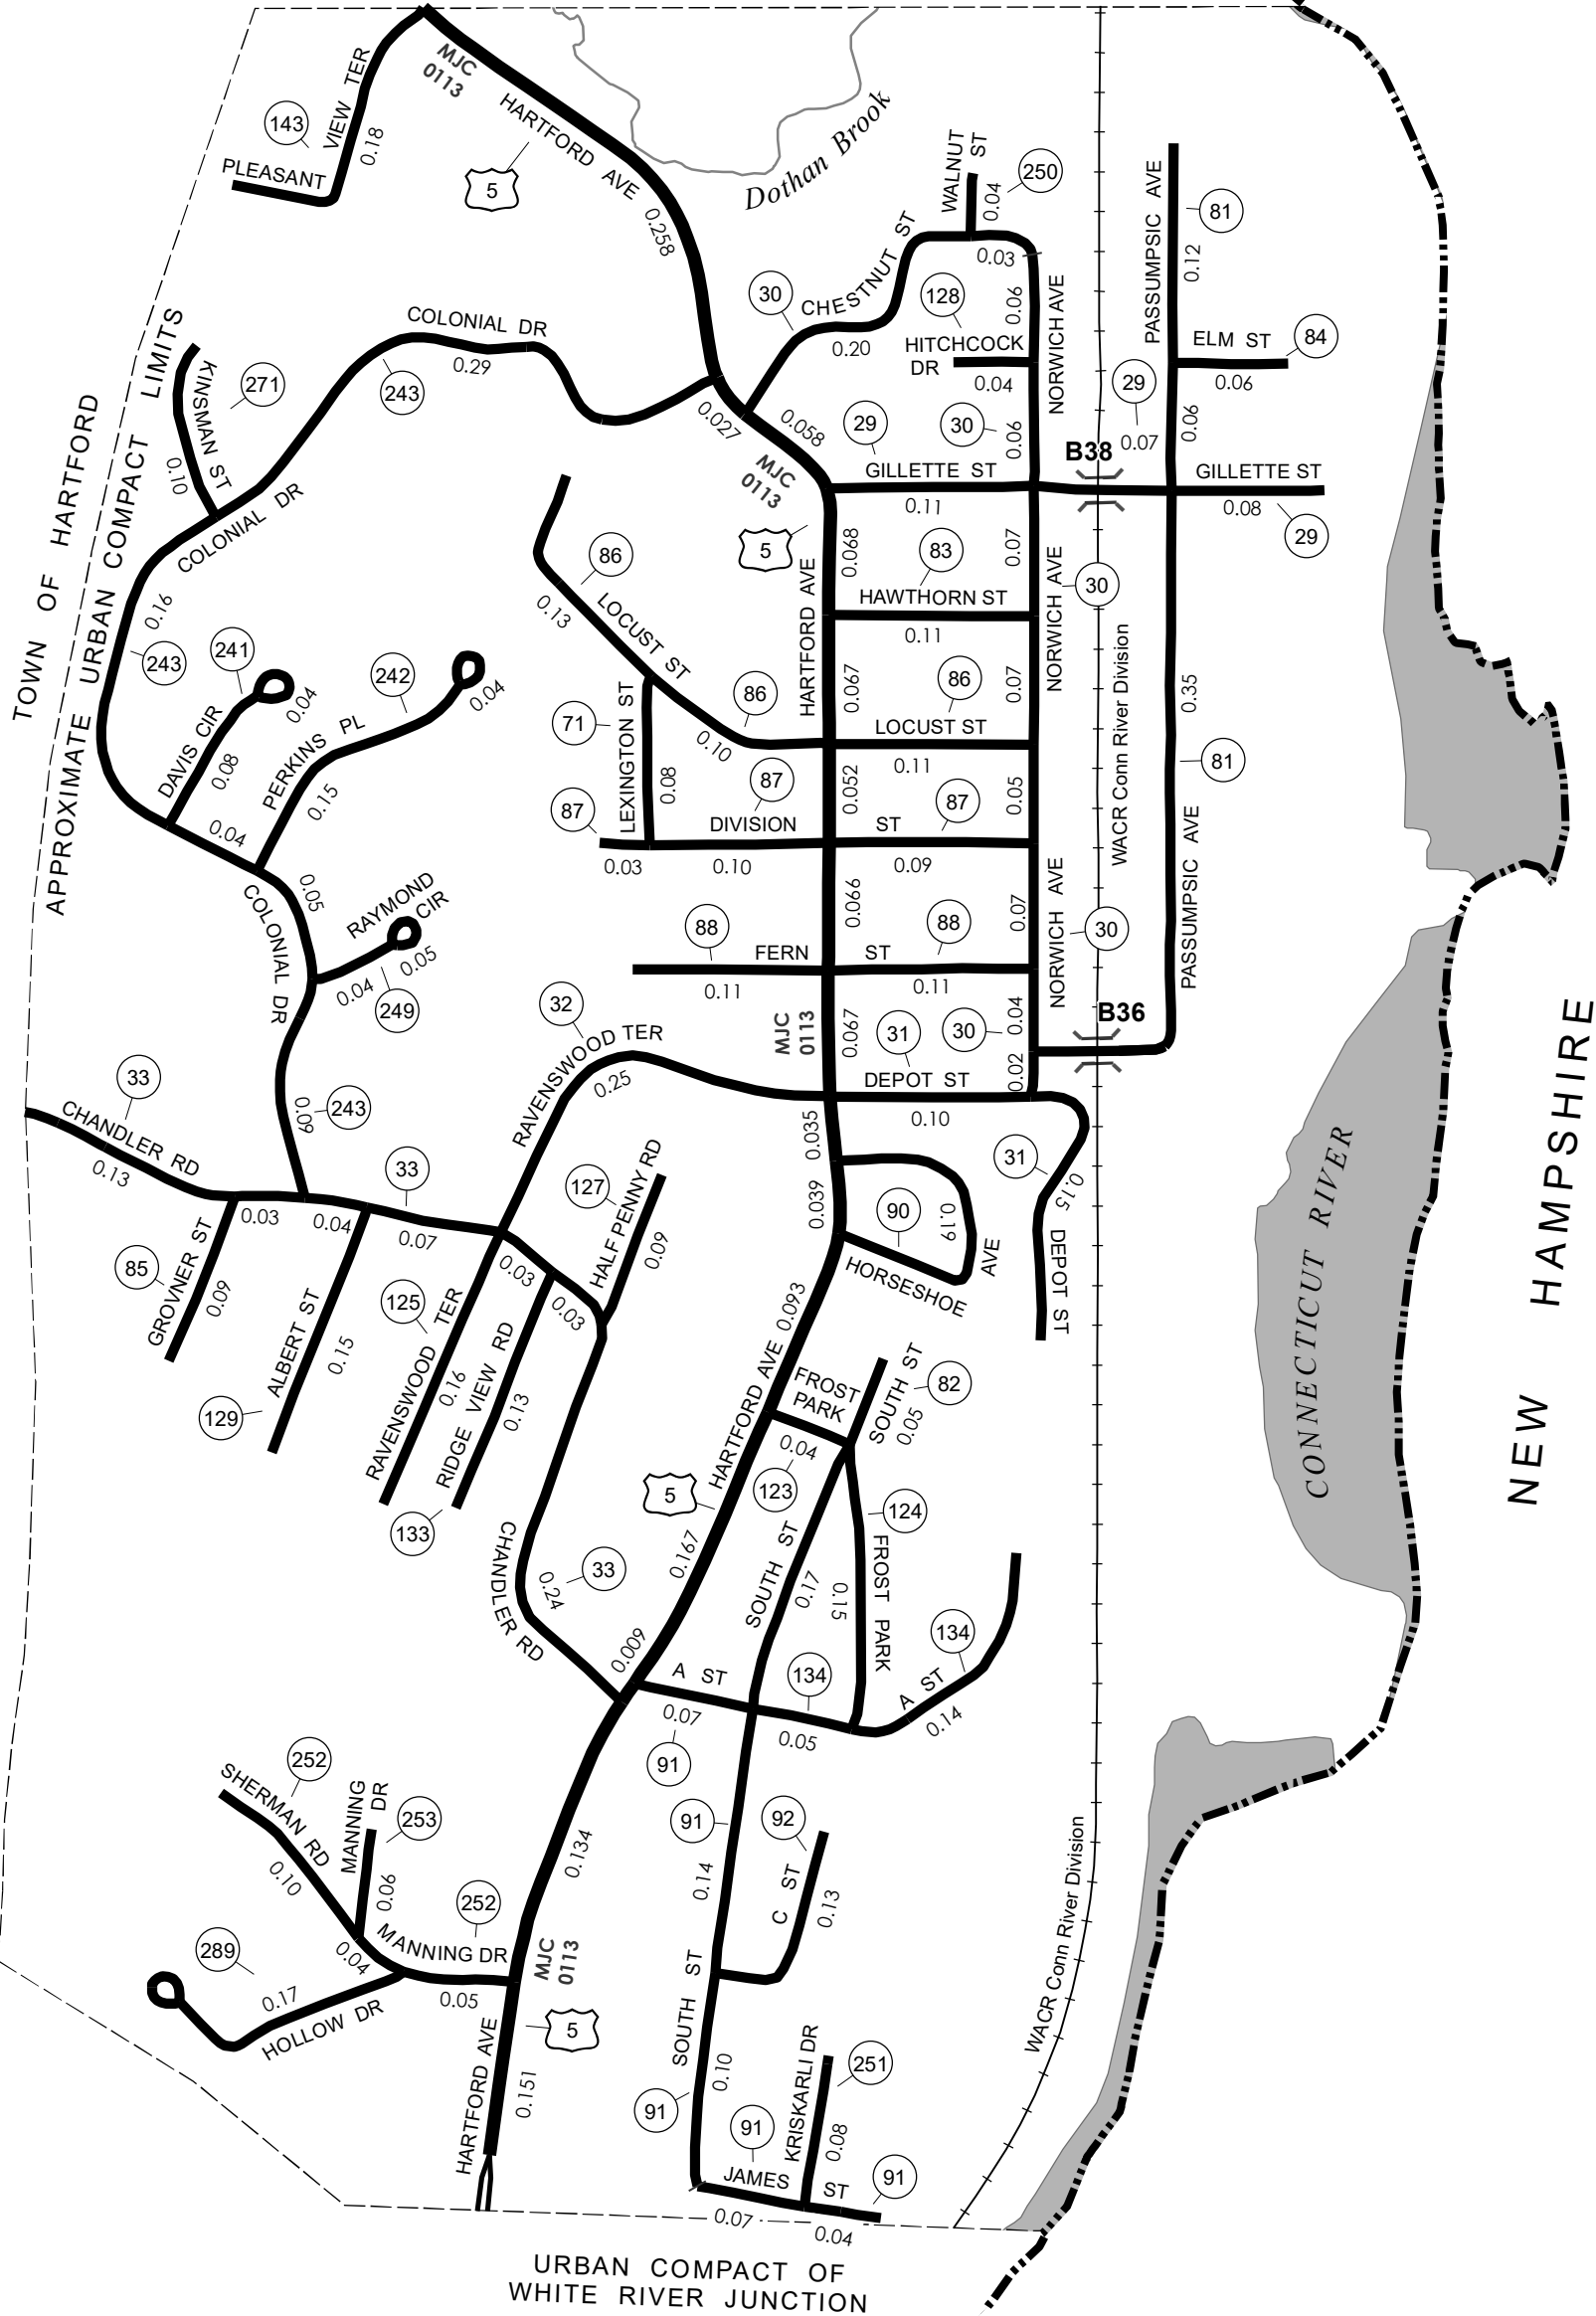 MJC
0113
143
VIEW TER
0.18
PLEASANT
HARTFORD AVE
5
0.258
Dothan Brook
WALNUT
ST
250
0.04
0.03
PASSUMPSIC AVE
81
0.12
30
CHESTNUT ST
0.20
128
HITCHCOCK
DR
0.04
0.06
NORWICH AVE
ELM ST
84
0.06
COLONIAL DR
0.29
243
KINSMAN ST
271
0.10
TOWN OF HARTFORD
APPROXIMATE URBAN COMPACT LIMITS
0.027
0.058
MJC
0113
29
30
0.06
29
0.07
0.06
B38
GILLETTE ST
0.11
GILLETTE ST
0.08
29
5
COLONIAL DR
0.16
243
86
LOCUST ST
0.13
0.068
HARTFORD AVE
83
HAWTHORN ST
0.11
0.07
NORWICH AVE
30
WACR Conn River Division
241
DAVIS CIR
0.04
0.08
242
PERKINS PL
0.04
0.15
71
LEXINGTON ST
0.08
86
0.10
0.067
86
LOCUST ST
0.11
0.07
0.35
81
0.04
87
0.03
87
DIVISION ST
0.10
0.052
87
0.09
0.05
PASSUMPSIC AVE
COLONIAL DR
0.05
RAYMOND
CIR
0.05
0.04
249
88
FERN ST
0.11
0.066
88
0.11
0.07
NORWICH AVE
30
B36
32
RAVENSWOOD TER
0.25
MJC
0113
0.067
31
30
0.04
0.02
DEPOT ST
0.10
33
CHANDLER RD
0.13
0.09
243
33
0.03
0.04
0.07
0.035
0.039
31
0.15
DEPOT ST
127
HALF PENNY RD
0.09
0.03
0.03
90
0.19
HORSESHOE AVE
85
GROVNER ST
0.09
ALBERT ST
0.15
129
125
RAVENSWOOD TER
0.16
RIDGE VIEW RD
0.13
133
HARTFORD AVE
0.093
FROST
PARK
0.04
123
SOUTH ST
82
0.05
5
0.167
SOUTH ST
0.17
124
FROST PARK
0.15
CHANDLER RD
33
0.24
0.009
A ST
0.07
91
134
0.05
134
A ST
0.14
CONNECTICUT RIVER
NEW HAMPSHIRE
252
SHERMAN RD
0.10
MANNING
DR
253
0.06
0.04
252
MANNING DR
0.05
289
0.17
HOLLOW DR
0.134
MJC
0113
5
HARTFORD AVE
0.151
91
0.14
92
C ST
0.13
SOUTH ST
0.10
91
KRISKARLI DR
251
0.08
91
JAMES ST
0.07
91
0.04
WACR Conn River Division
URBAN COMPACT OF
WHITE RIVER JUNCTION